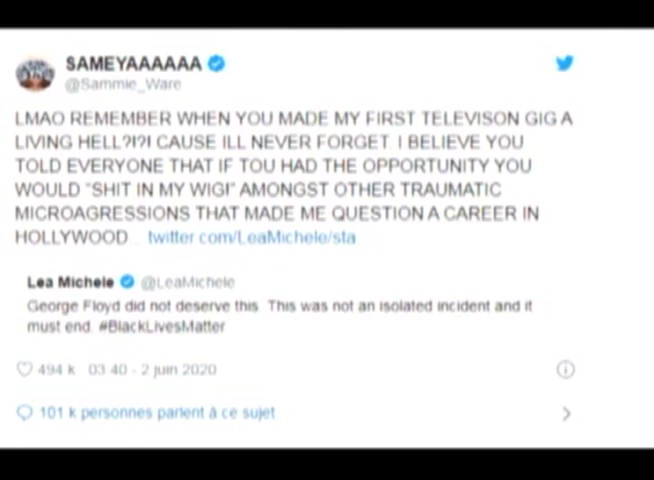 SAMEYAAAAAA
@Sammie_Ware
LMAO REMEMBER WHEN YOU MADE MY FIRST TELEVISON GIG A
LIVING HELL?!?! CAUSE ILL NEVER FORGET. I BELIEVE YOU
TOLD EVERYONE THAT IF TOU HAD THE OPPORTUNITY YOU
WOULD "SHIT IN MY WIG!" AMONGST OTHER TRAUMATIC
MICROAGRESSIONS THAT MADE ME QUESTION A CAREER IN
HOLLYWOOD... twitter.com/LeaMichele/sta
Lea Michele @LeaMichele
George Floyd did not deserve this. This was not an isolated incident and it
must end. #BlackLivesMatter
494 k 03:40 - 2 juin 2020
101 k personnes parlent à ce sujet